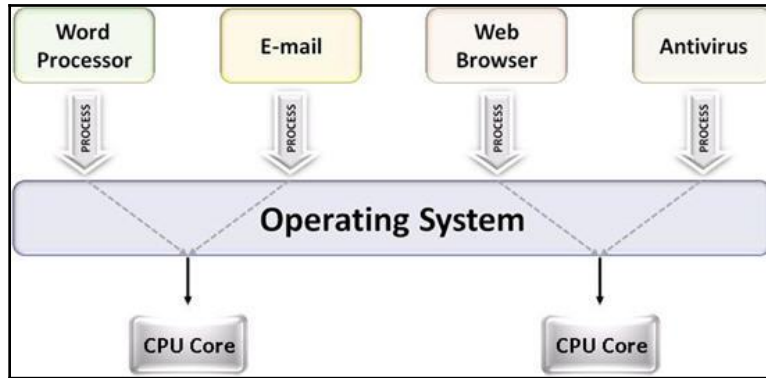 Word
Processor
E-mail
Web
Browser
Antivirus
PROCESS
PROCESS
PROCESS
PROCESS
Operating System
CPU Core
CPU Core